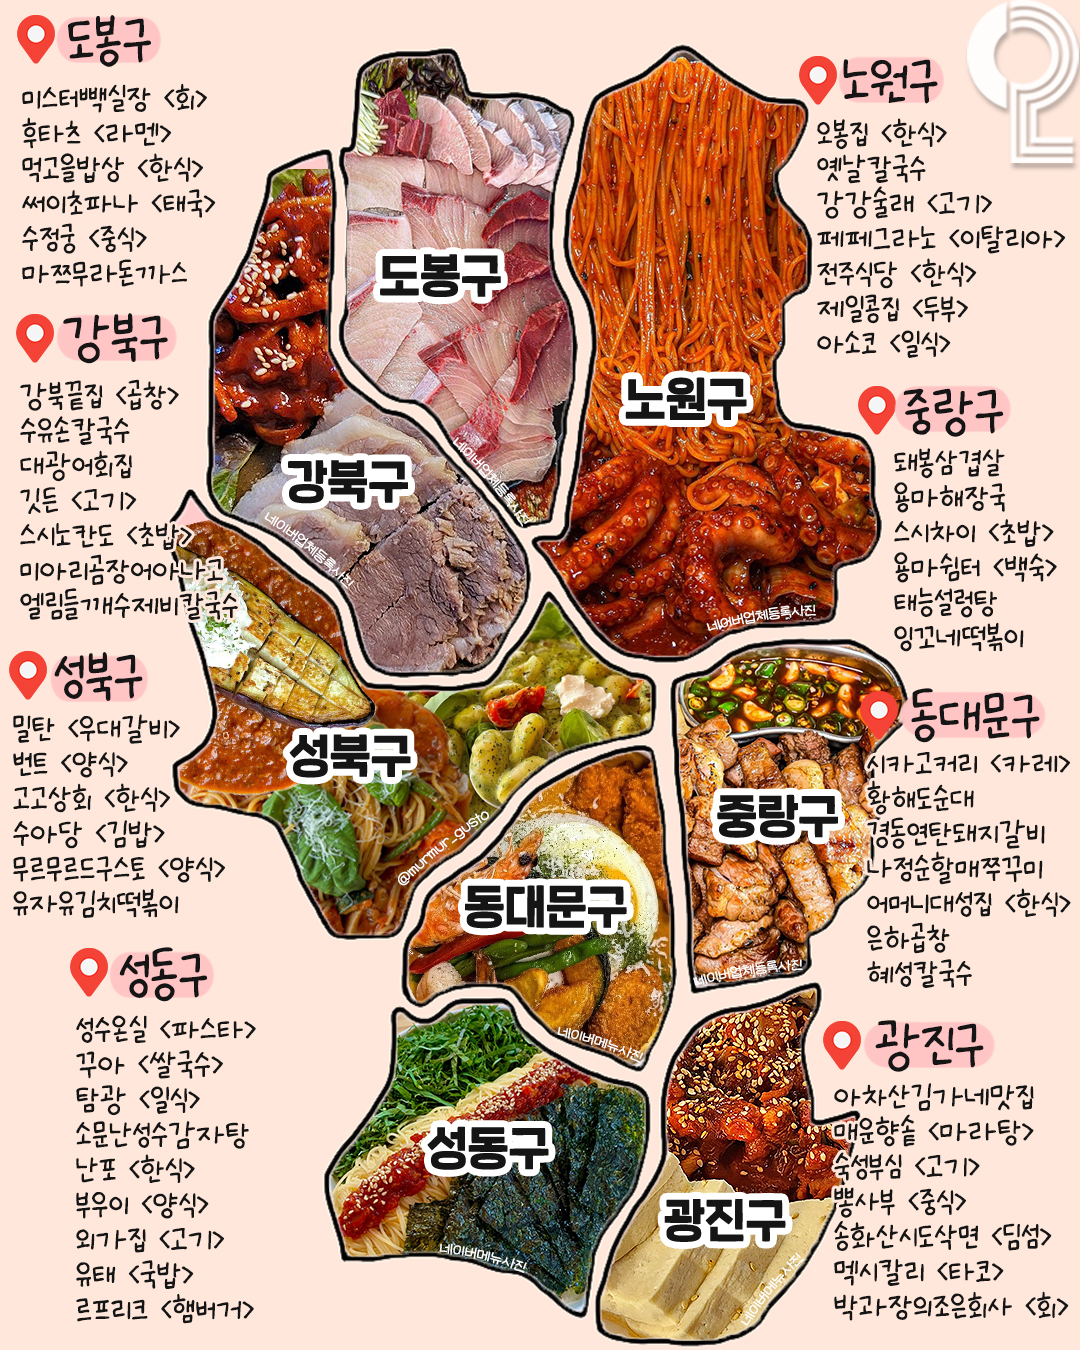 도봉구
미스터빽실장 <회>
후타츠 <라멘>
먹고을밥상 <한식>
써이초파나 <태국>
수정궁 <중식>
마쯔무라돈까스
강북구
강북끝집 <곱창>
수유손칼국수
대광어회집
깃든 <고기>
스시노칸도 <초밥>
미아리곰장어아나고
엘림들깨수제비칼국수
성북구
밀탄 <우대갈비>
번트 <양식>
고고상회 <한식>
수아당 <김밥>
무르무르드구스토 <양식>
유자유김치떡볶이
성동구
성수온실 <파스타>
꾸아 <쌀국수>
탐광 <일식>
소문난성수감자탕
난포 <한식>
부우이 <양식>
외가집 <고기>
유태 <국밥>
르프리크 <햄버거>
노원구
오봉집 <한식>
옛날칼국수
강강술래 <고기>
페페그라노 <이탈리아>
전주식당 <한식>
제일콩집 <두부>
아소코 <일식>
중랑구
돼봉삼겹살
용마해장국
스시차이 <초밥>
용마쉼터 <백숙>
태능설렁탕
잉꼬네떡볶이
동대문구
시카고커리 <카레>
황해도순대
경동연탄돼지갈비
나정순할매쭈꾸미
어머니대성집 <한식>
은하곱창
혜성칼국수
광진구
아차산김가네맛집
매운향솥 <마라탕>
숙성부심 <고기>
뽕사부 <중식>
송화산시도삭면 <딤섬>
멕시칼리 <타코>
박과장의조은회사 <회>
도봉구
네이버업체등록사진
노원구
네이버업체등록사진
강북구
네이버업체등록사진
성북구
@murmur_gusto
중랑구
네이버업체등록사진
동대문구
네이버메뉴사진
성동구
네이버메뉴사진
광진구
네이버메뉴사진